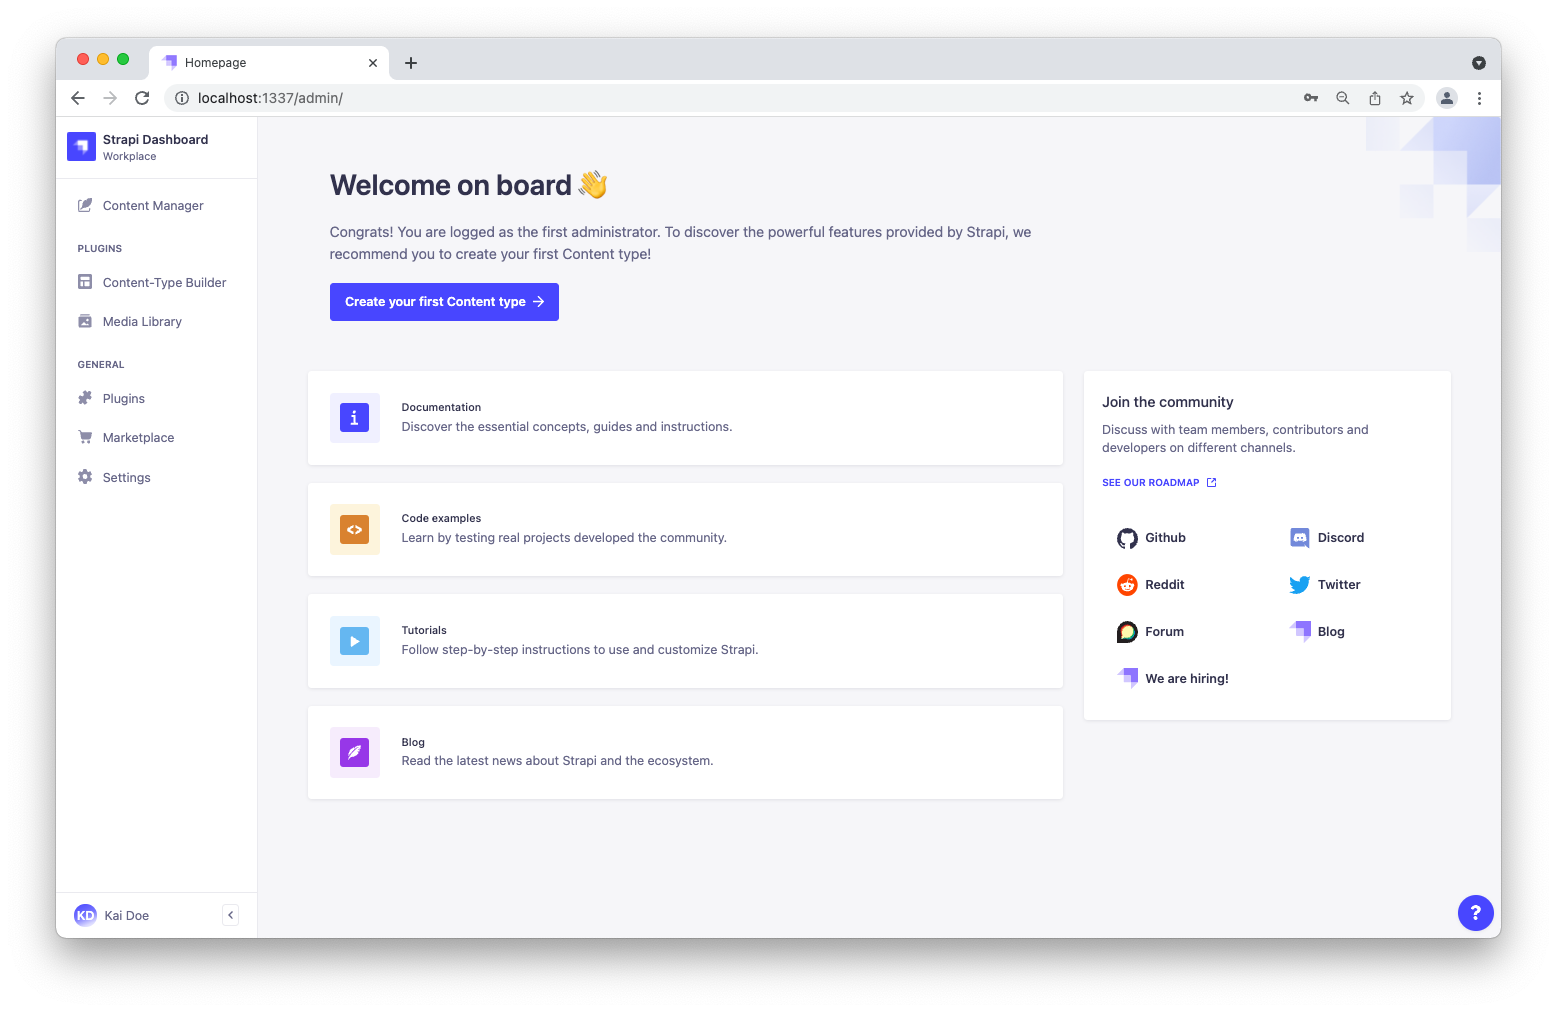 Homepage
localhost:1337/admin/
Strapi Dashboard
Workplace
Content Manager
PLUGINS
Content-Type Builder
Media Library
GENERAL
Plugins
Marketplace
Settings
KD Kai Doe
Welcome on board 👋
Congrats! You are logged as the first administrator. To discover the powerful features provided by Strapi, we
recommend you to create your first Content type!
Create your first Content type →
Documentation
Discover the essential concepts, guides and instructions.
Code examples
Learn by testing real projects developed the community.
Tutorials
Follow step-by-step instructions to use and customize Strapi.
Blog
Read the latest news about Strapi and the ecosystem.
Join the community
Discuss with team members, contributors and
developers on different channels.
SEE OUR ROADMAP
Github
Discord
Reddit
Twitter
Forum
Blog
We are hiring!
?